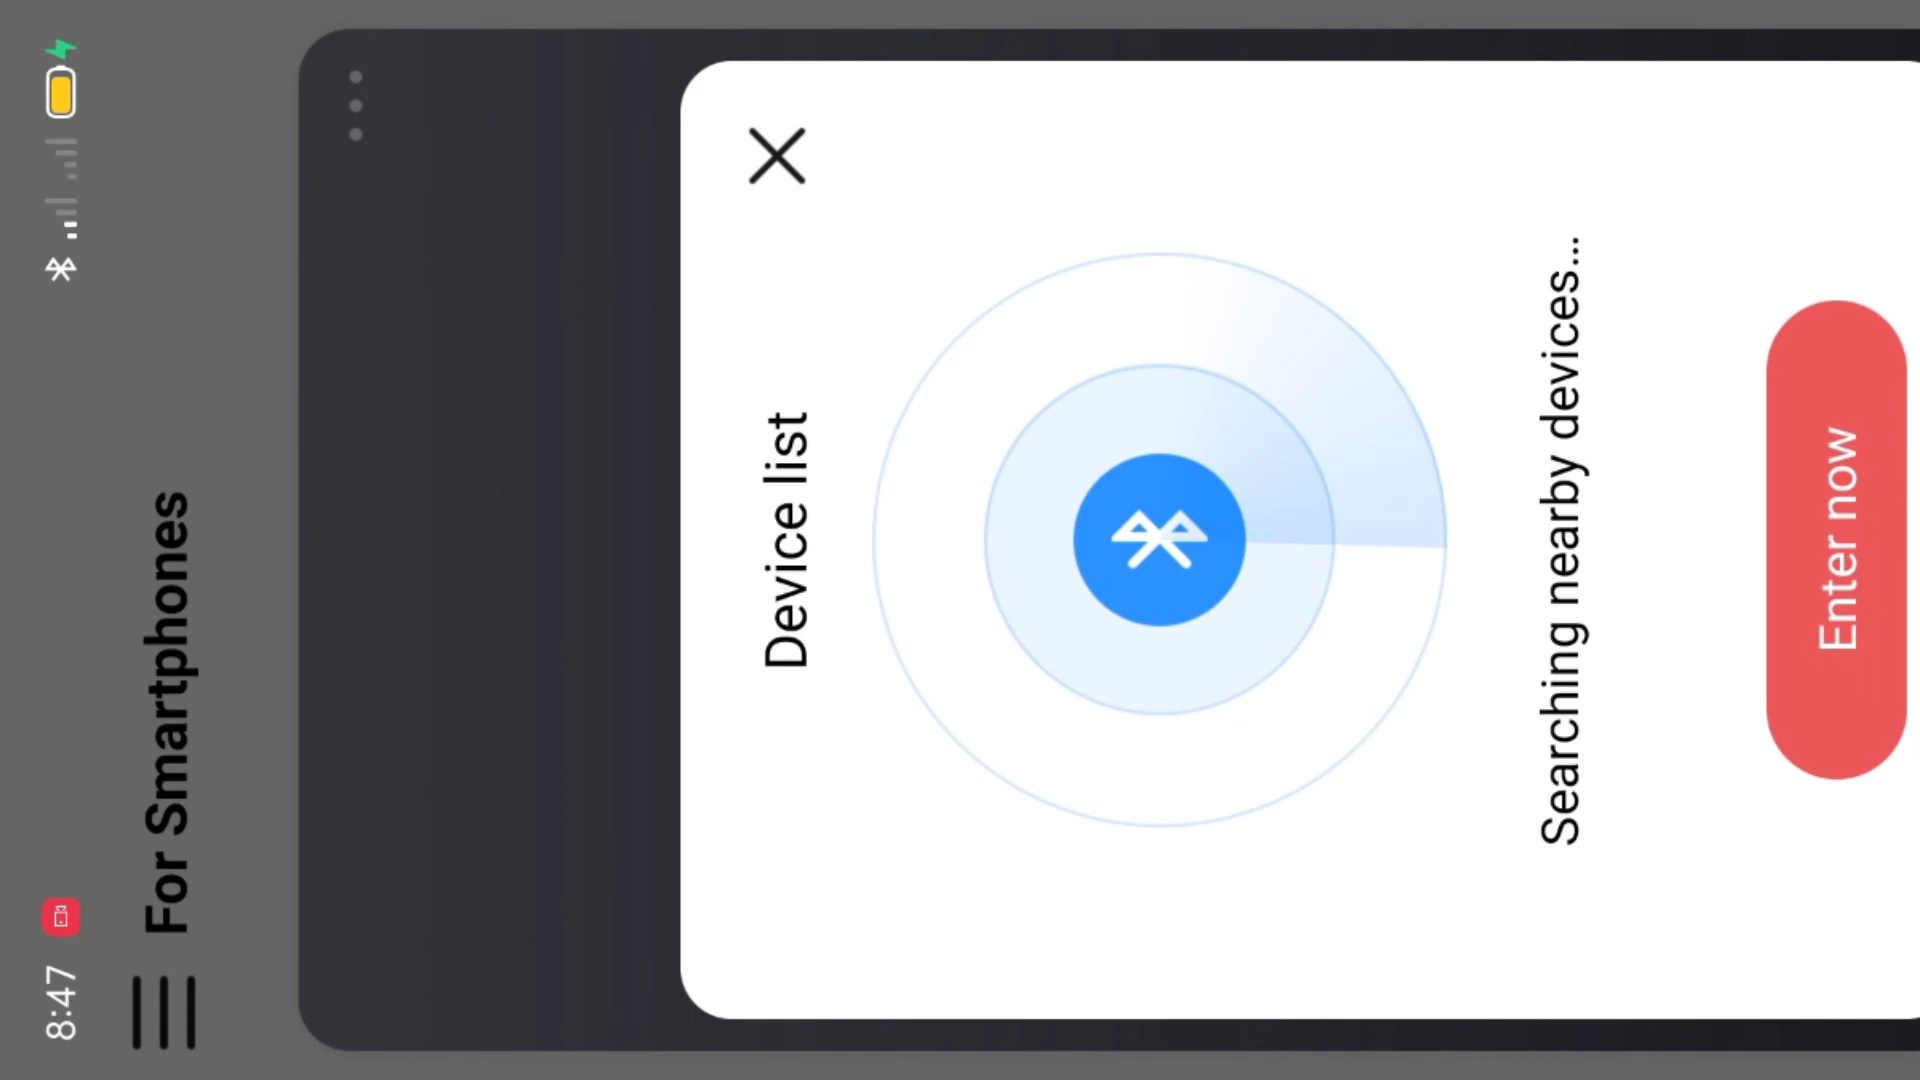 8:47
For Smartphones
Device list
Searching nearby devices...
Enter now